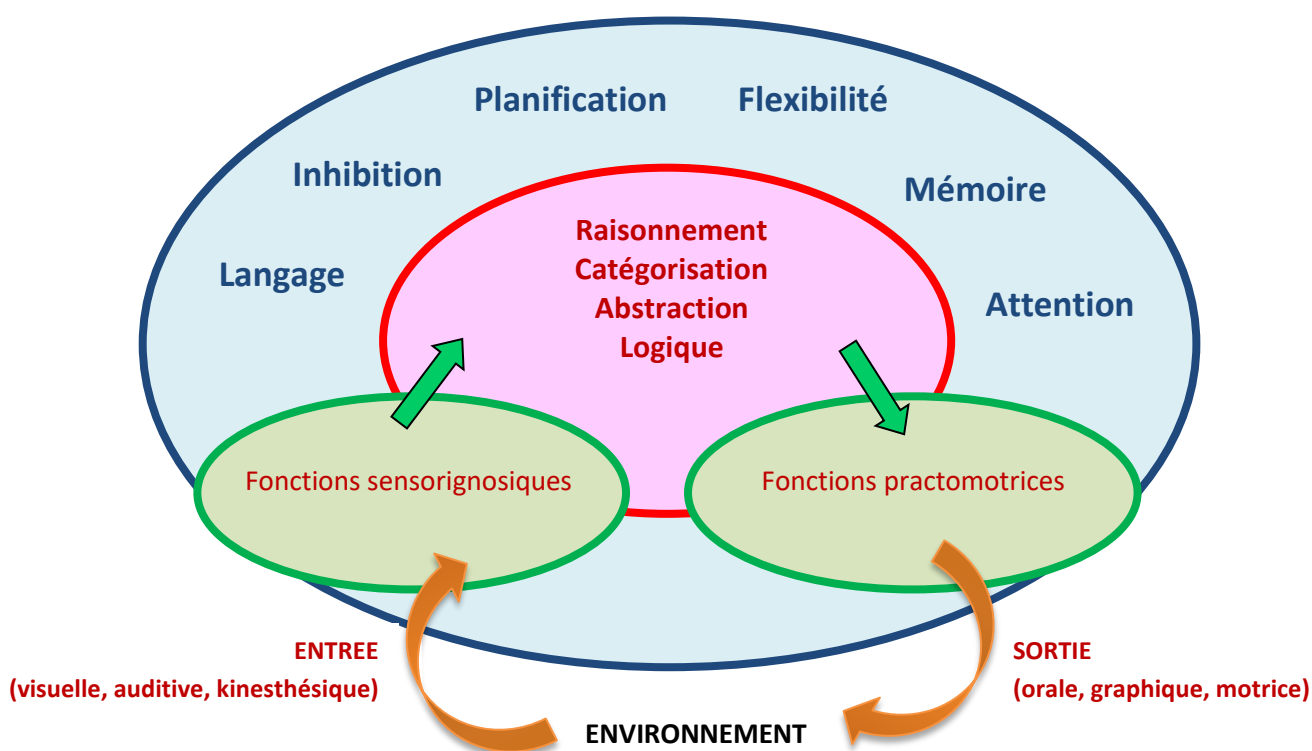 Planification
Flexibilité
Inhibition
Mémoire
Langage
Attention
Raisonnement
Catégorisation
Abstraction
Logique
Fonctions sensorignosiques
Fonctions practomotrices
ENTREE
(visuelle, auditive, kinesthésique)
SORTIE
(orale, graphique, motrice)
ENVIRONNEMENT